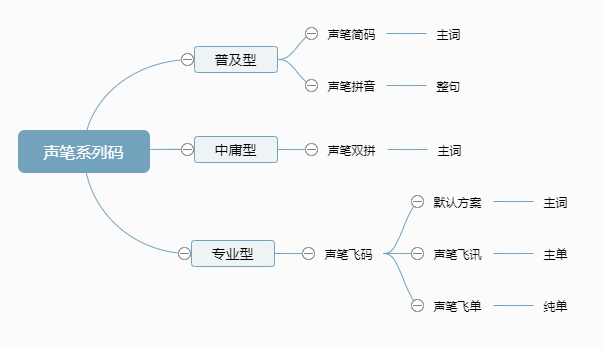 声笔系列码
普及型
声笔简码
主词
声笔拼音
整句
中庸型
声笔双拼
主词
专业型
声笔飞码
默认方案
主词
声笔飞讯
主单
声笔飞单
纯单